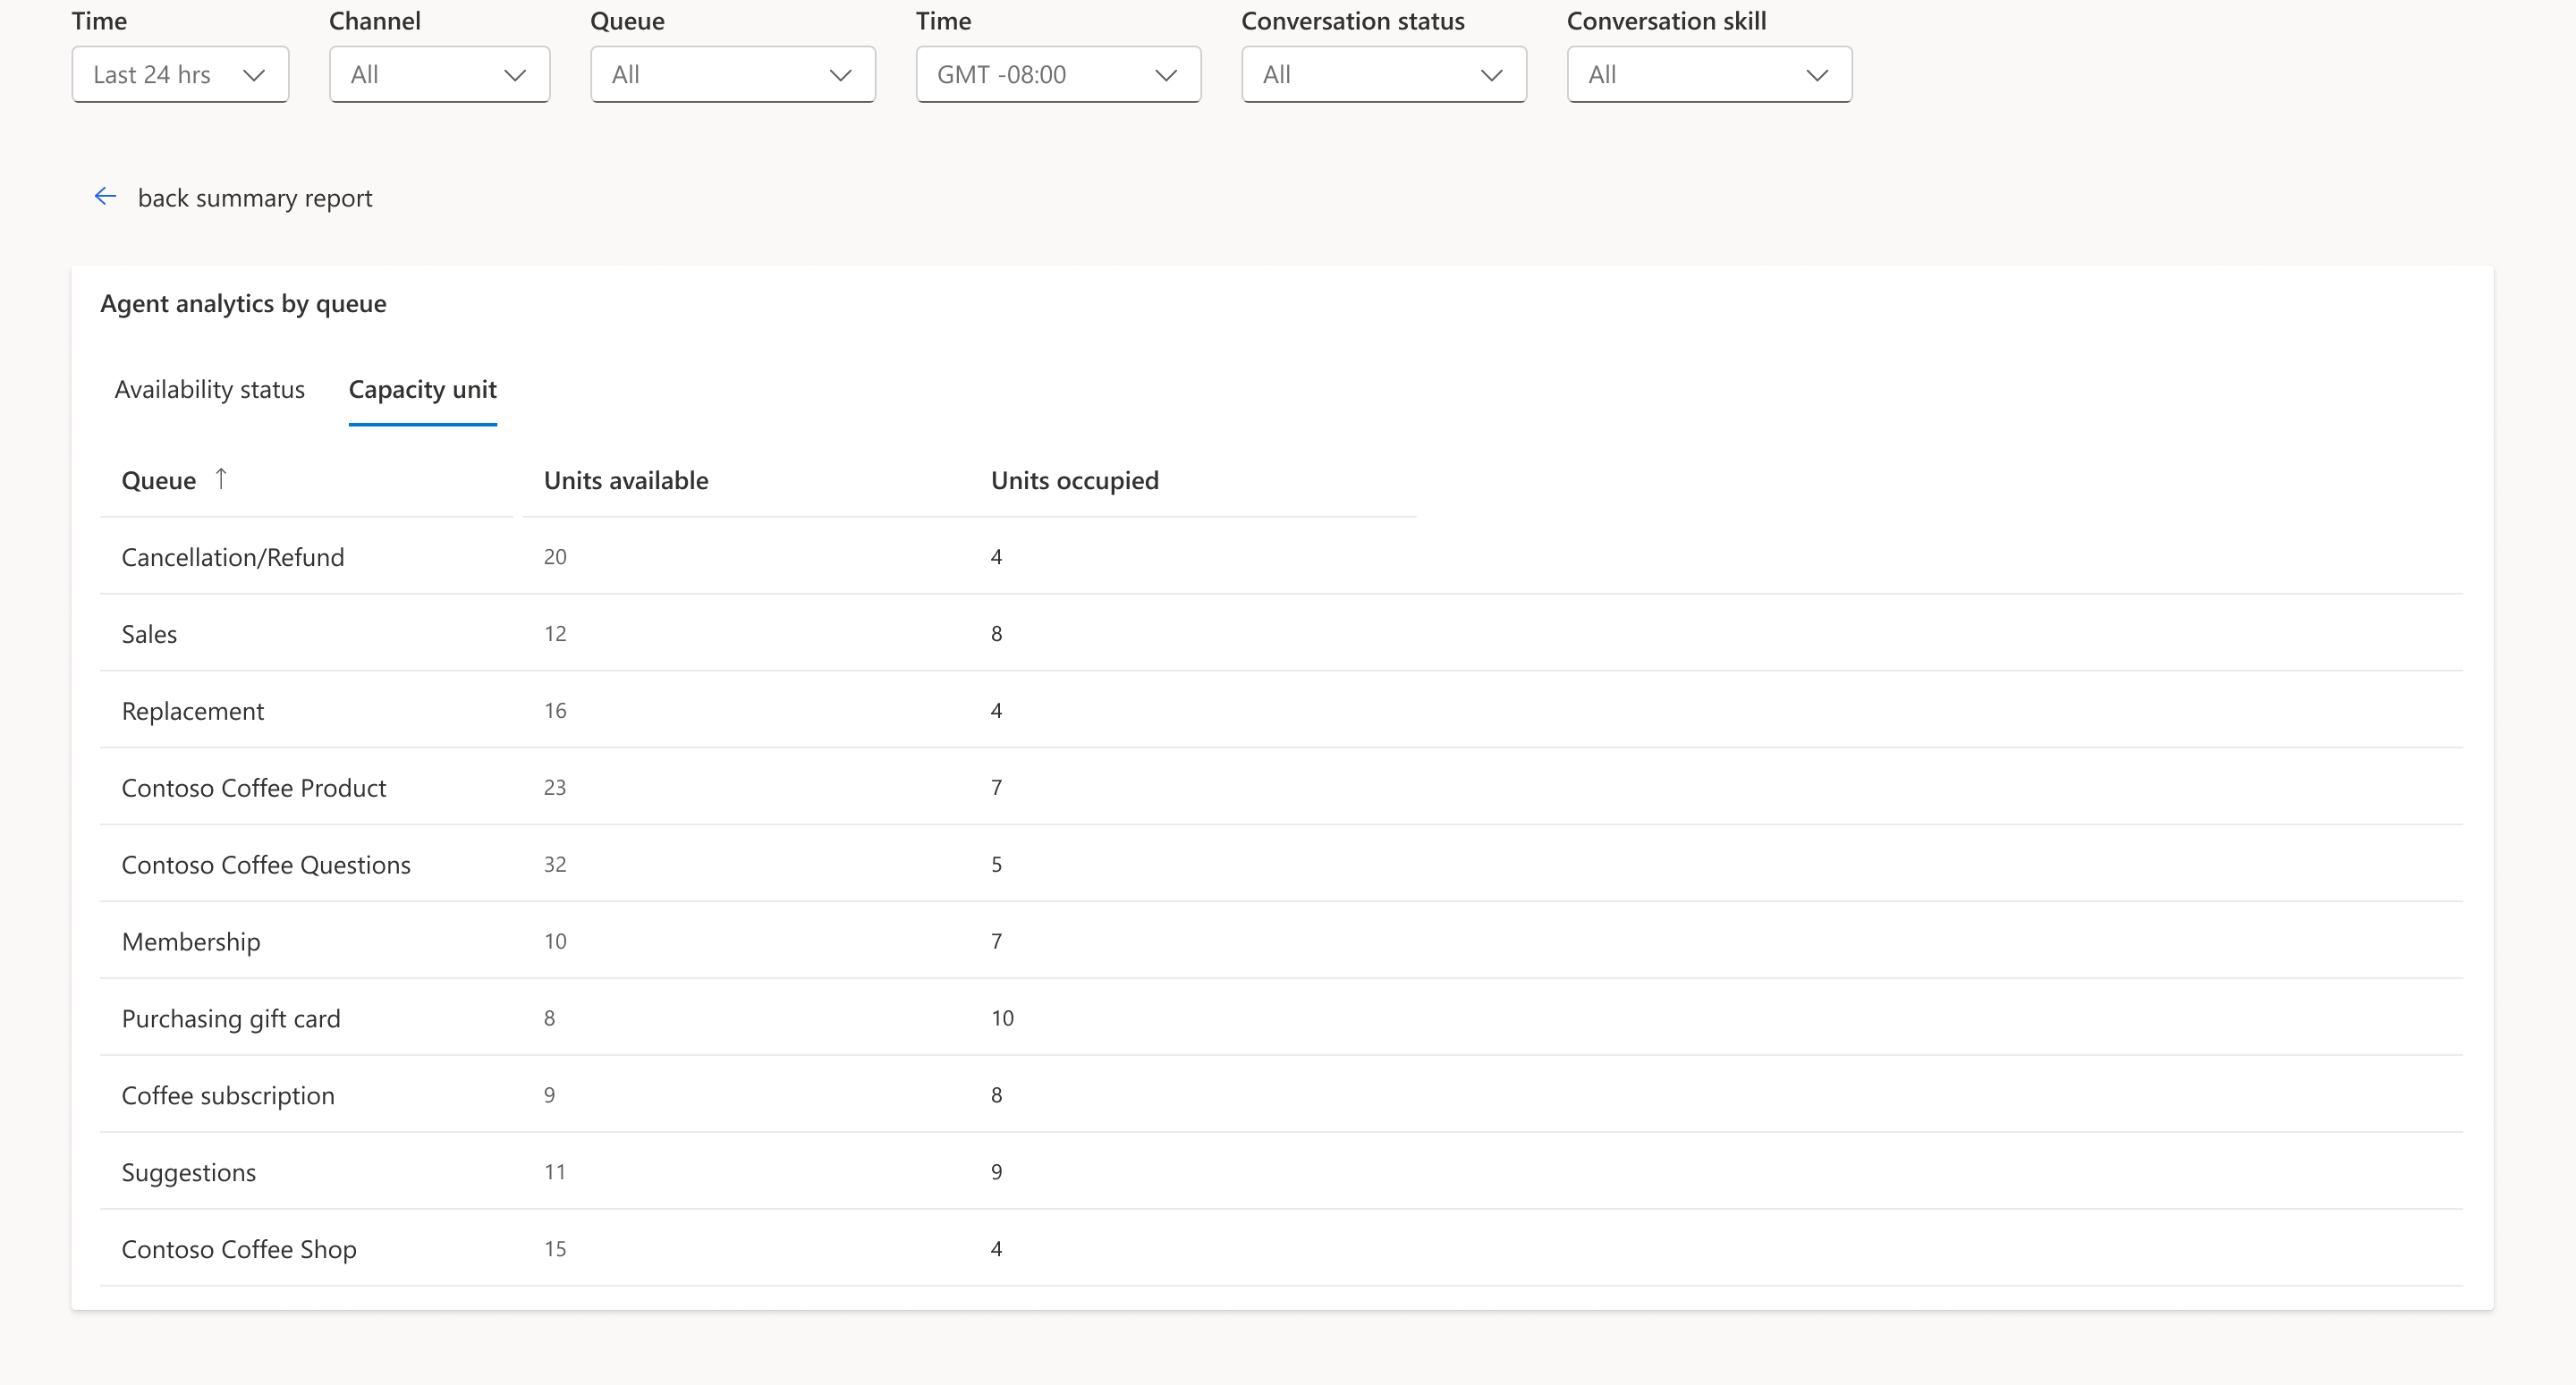 Time Channel Queue Time Conversation status Conversation skill
Last 24 hrs All All GMT -08:00 All All
back summary report
Agent analytics by queue
Availability status Capacity unit
Queue ↑ Units available Units occupied
Cancellation/Refund 20 4
Sales 12 8
Replacement 16 4
Contoso Coffee Product 23 7
Contoso Coffee Questions 32 5
Membership 10 7
Purchasing gift card 8 10
Coffee subscription 9 8
Suggestions 11 9
Contoso Coffee Shop 15 4